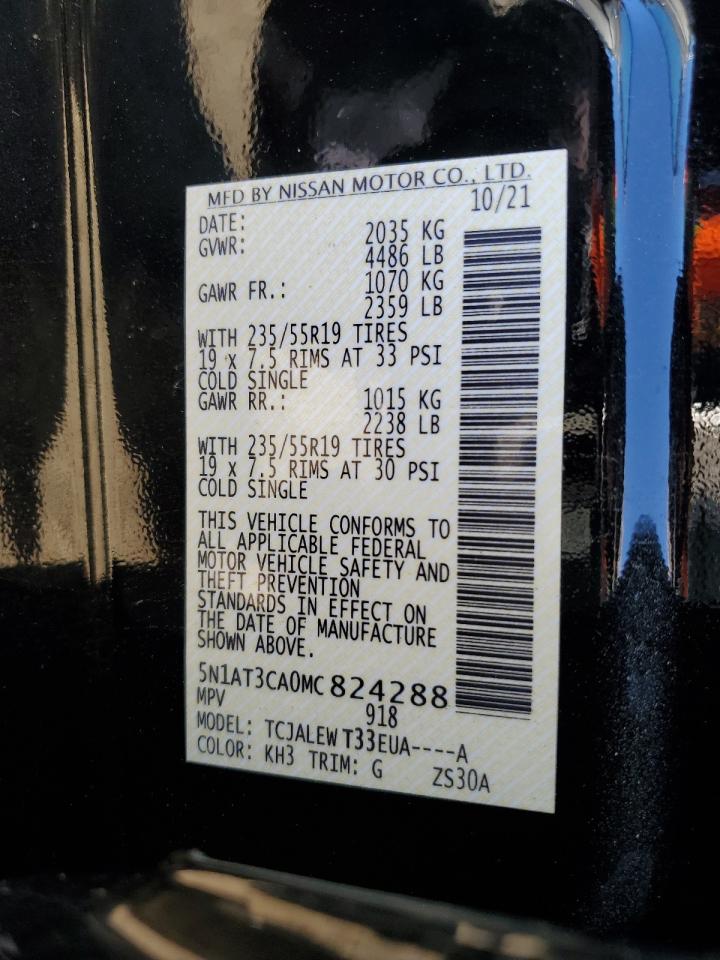 MFD BY NISSAN MOTOR CO., LTD.
DATE: 10/21
GVWR: 2035 KG
4486 LB
GAWR FR.: 1070 KG
2359 LB
WITH 235/55R19 TIRES
19 x 7.5 RIMS AT 33 PSI
COLD SINGLE
GAWR RR.: 1015 KG
2238 LB
WITH 235/55R19 TIRES
19 x 7.5 RIMS AT 30 PSI
COLD SINGLE
THIS VEHICLE CONFORMS TO
ALL APPLICABLE FEDERAL
MOTOR VEHICLE SAFETY AND
THEFT PREVENTION
STANDARDS IN EFFECT ON
THE DATE OF MANUFACTURE
SHOWN ABOVE.
5N1AT3CA0MC824288
MPV 918
MODEL: TCJALEWT33EUA----A
COLOR: KH3 TRIM: G ZS30A